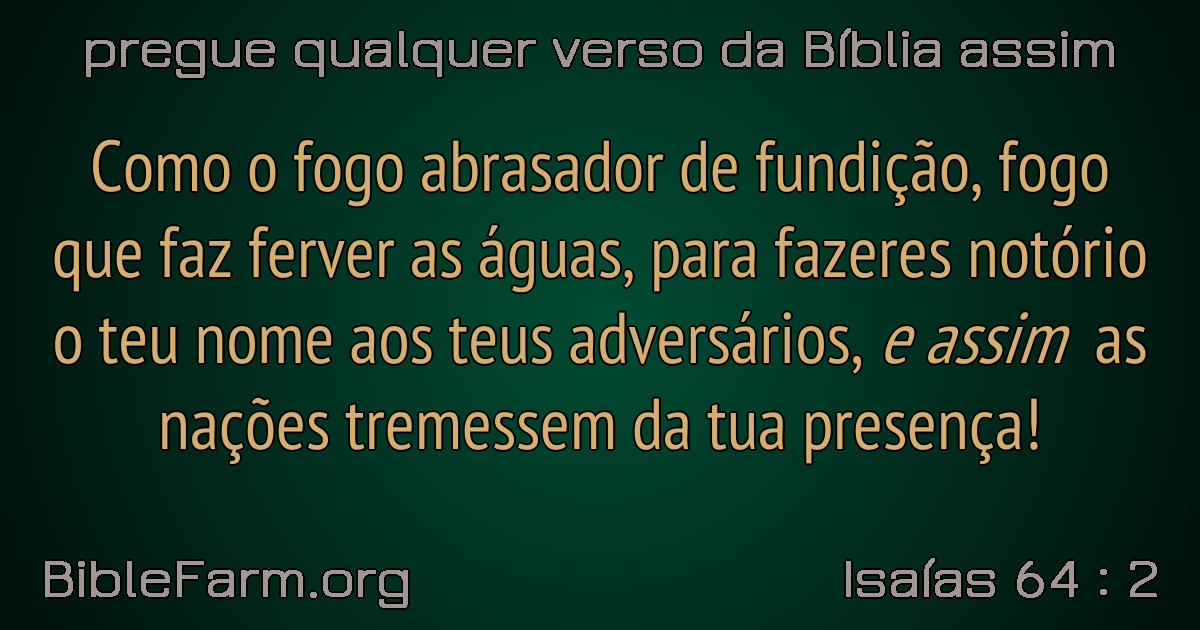 pregue qualquer verso da Bíblia assim
Como o fogo abrasador de fundição, fogo
que faz ferver as águas, para fazeres notório
o teu nome aos teus adversários, e assim as
nações tremessem da tua presença!
BibleFarm.org
Isaías 64 : 2